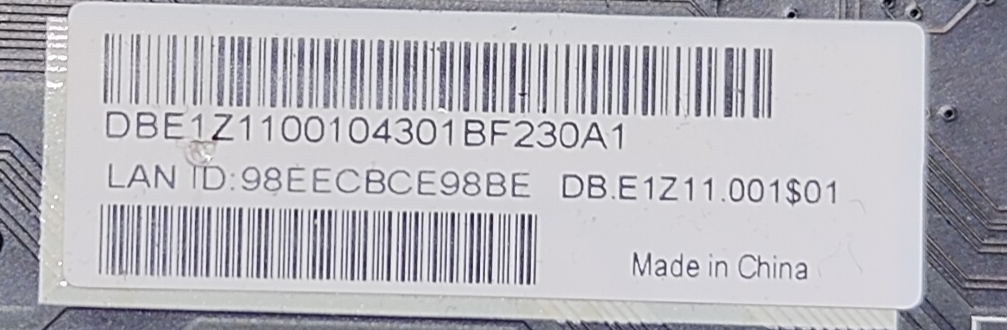 DBE1Z1100104301BF230A1
LAN ID:98EECBCE98BE DB.E1Z11.001$01
Made in China